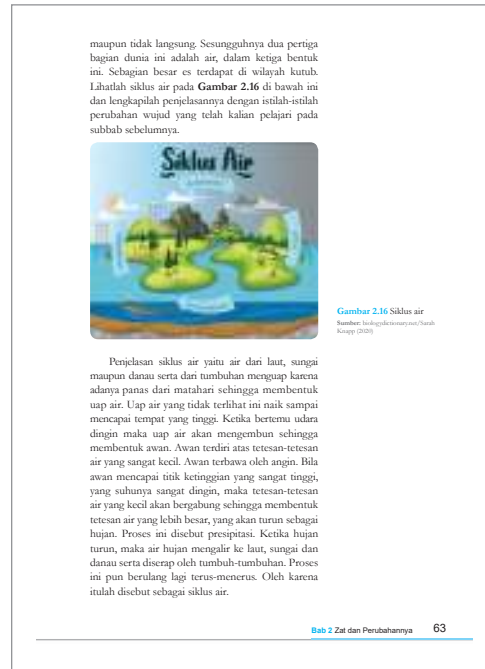 maupun tidak langsung. Sesungguhnya dua pertiga
bagian dunia ini adalah air, dalam ketiga bentuk
ini. Sebagian besar es terdapat di wilayah kutub.
Lihatlah siklus air pada Gambar 2.16 di bawah ini
dan lengkapilah penjelasannya dengan istilah-istilah
perubahan wujud yang telah kalian pelajari pada
subbab sebelumnya.
Siklus Air
Gambar 2.16 Siklus air
Sumber: biologydictionary.net/Sarah
Knapp (2020)
Penjelasan siklus air yaitu air dari laut, sungai
maupun danau serta dari tumbuhan menguap karena
adanya panas dari matahari sehingga membentuk
uap air. Uap air yang tidak terlihat ini naik sampai
mencapai tempat yang tinggi. Ketika bertemu udara
dingin maka uap air akan mengembun sehingga
membentuk awan. Awan terdiri atas tetesan-tetesan
air yang sangat kecil. Awan terbawa oleh angin. Bila
awan mencapai titik ketinggian yang sangat tinggi,
yang suhunya sangat dingin, maka tetesan-tetesan
air yang kecil akan bergabung sehingga membentuk
tetesan air yang lebih besar, yang akan turun sebagai
hujan. Proses ini disebut presipitasi. Ketika hujan
turun, maka air hujan mengalir ke laut, sungai dan
danau serta diserap oleh tumbuh-tumbuhan. Proses
ini pun berulang lagi terus-menerus. Oleh karena
itulah disebut sebagai siklus air.
Bab 2 Zat dan Perubahannya 63